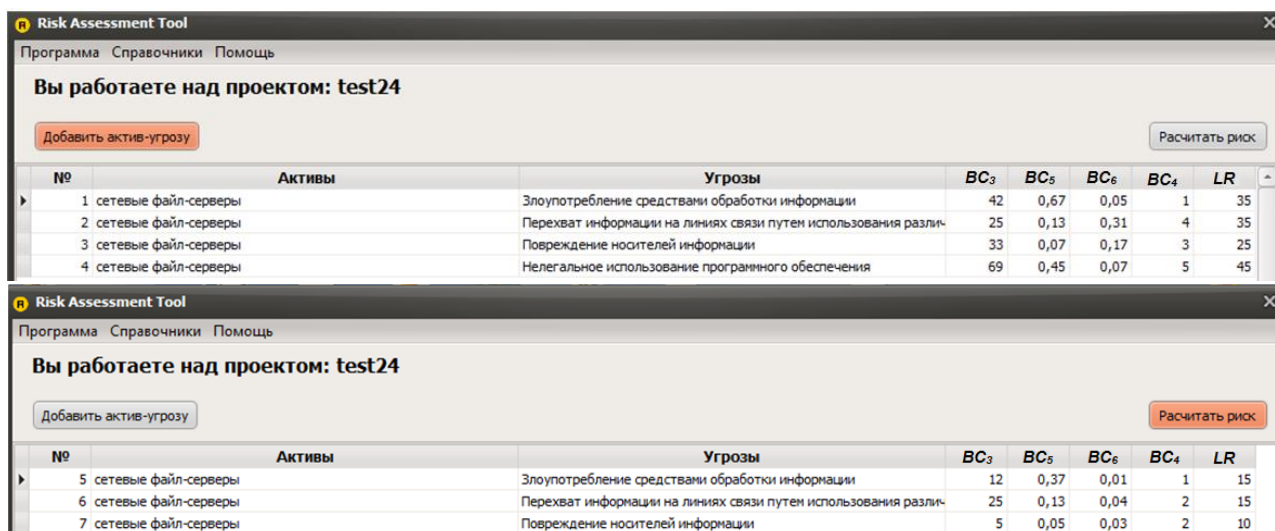 R Risk Assessment Tool X
Программа Справочники Помощь
Вы работаете над проектом: test24
Добавить актив-угрозу Расчитать риск
№ Активы Угрозы BC₃ BC₅ BC₆ BC₄ LR
1 сетевые файл-серверы Злоупотребление средствами обработки информации 42 0,67 0,05 1 35
2 сетевые файл-серверы Перехват информации на линиях связи путем использования различ 25 0,13 0,31 4 35
3 сетевые файл-серверы Повреждение носителей информации 33 0,07 0,17 3 25
4 сетевые файл-серверы Нелегальное использование программного обеспечения 69 0,45 0,07 5 45
R Risk Assessment Tool X
Программа Справочники Помощь
Вы работаете над проектом: test24
Добавить актив-угрозу Расчитать риск
№ Активы Угрозы BC₃ BC₅ BC₆ BC₄ LR
5 сетевые файл-серверы Злоупотребление средствами обработки информации 12 0,37 0,01 1 15
6 сетевые файл-серверы Перехват информации на линиях связи путем использования различ 25 0,13 0,04 2 15
7 сетевые файл-серверы Повреждение носителей информации 5 0,05 0,03 2 10